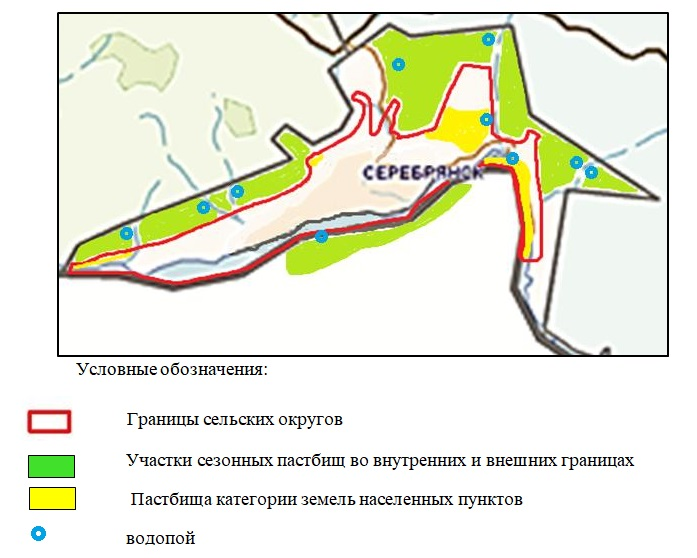 СЕРЕБРЯНСК
Условные обозначения:
Границы сельских округов
Участки сезонных пастбищ во внутренних и внешних границах
Пастбища категории земель населенных пунктов
водопой